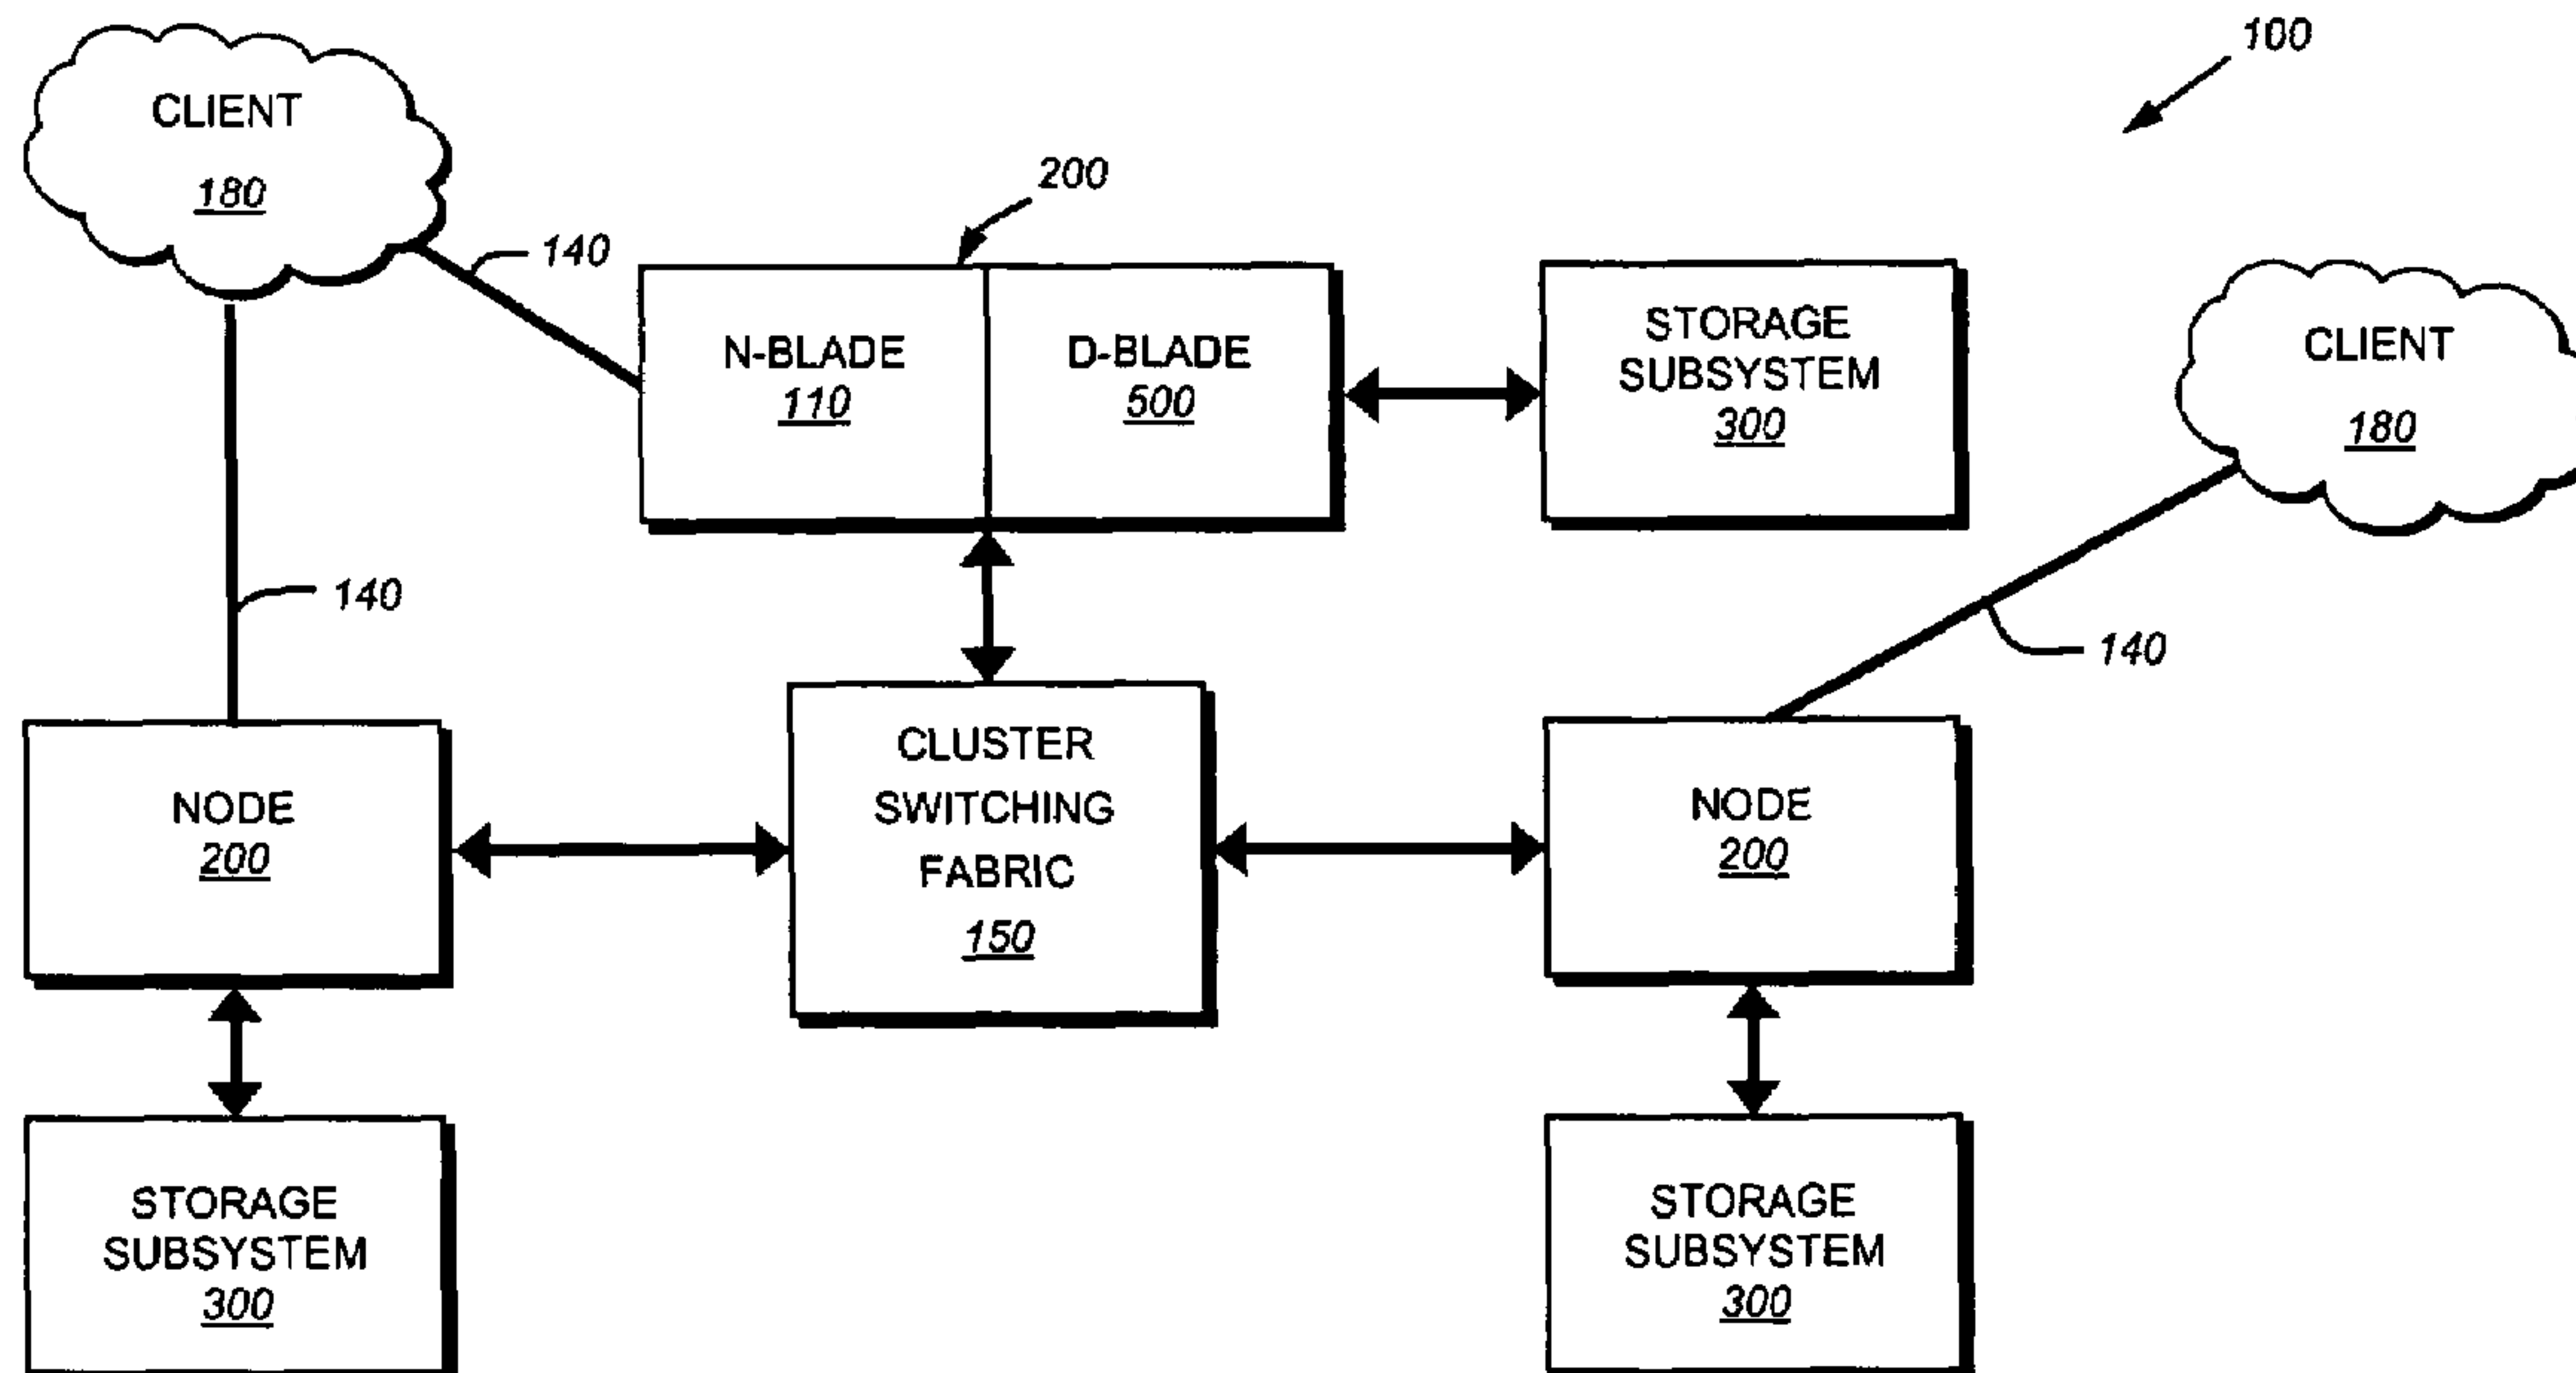 100
CLIENT
180
200
140
N-BLADE
110
D-BLADE
500
STORAGE
SUBSYSTEM
300
CLIENT
180
140
140
NODE
200
CLUSTER
SWITCHING
FABRIC
150
NODE
200
STORAGE
SUBSYSTEM
300
STORAGE
SUBSYSTEM
300